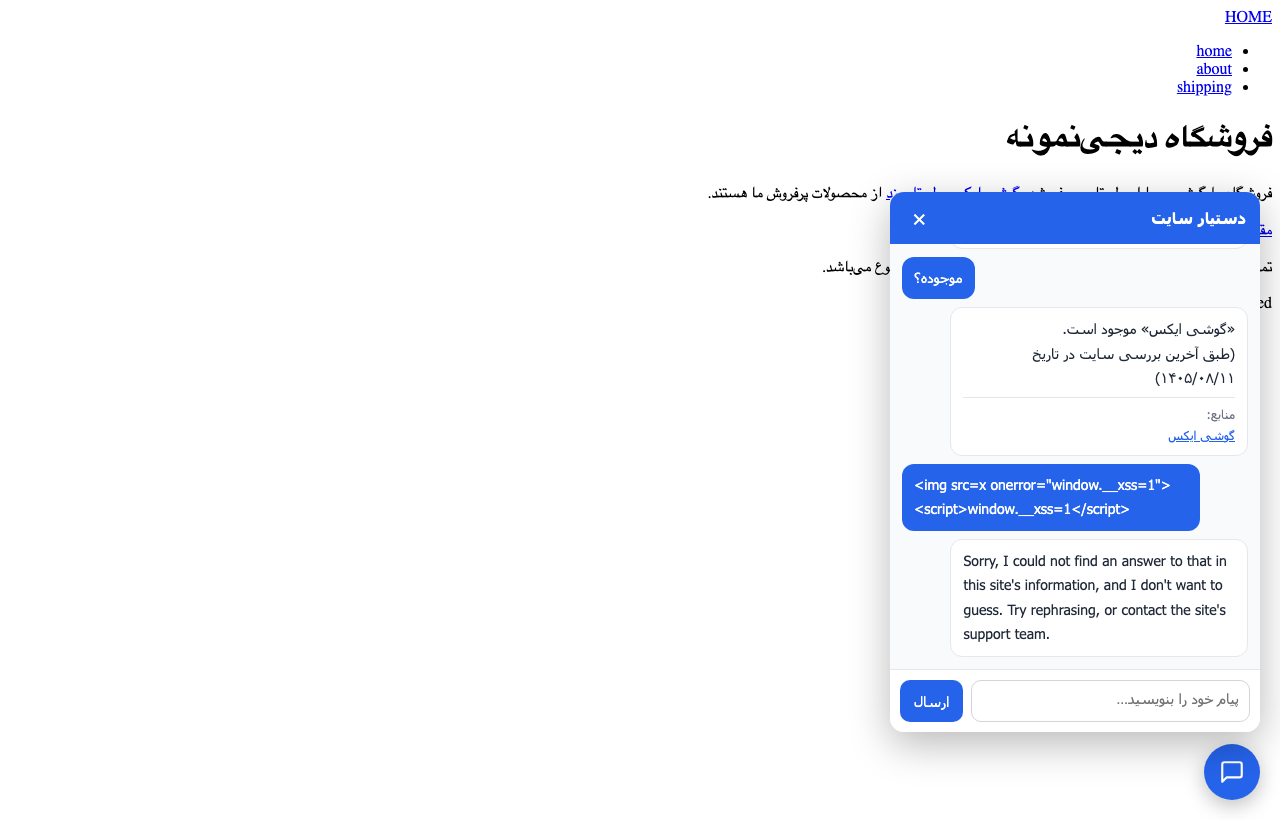 HOME
home
about
shipping
فروشگاه دیجی‌نمونه
از محصولات پرفروش ما هستند.
دستیار سایت
×
موجوده؟
«گوشی ایکس» موجود است.
(طبق آخرین بررسی سایت در تاریخ
۱۴۰۵/۰۸/۱۱)
منابع:
گوشی ایکس
<img src=x onerror="window.__xss=1">
<script>window.__xss=1</script>
Sorry, I could not find an answer to that in
this site's information, and I don't want to
guess. Try rephrasing, or contact the site's
support team.
پیام خود را بنویسید...
ارسال